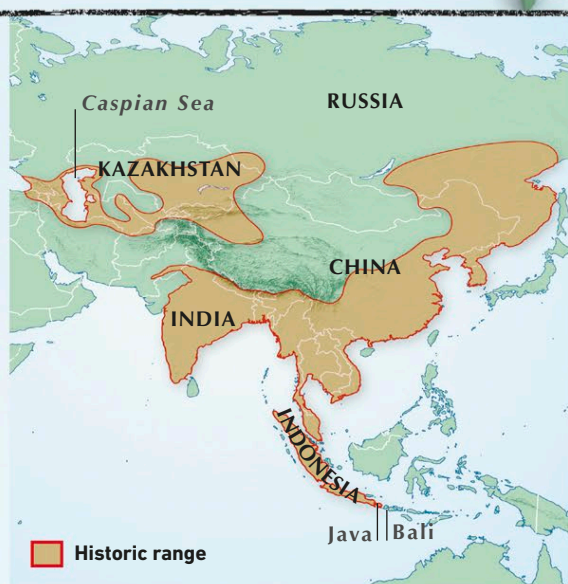 Caspian Sea
RUSSIA
KAZAKHSTAN
CHINA
INDIA
INDONESIA
Java
Bali
Historic range